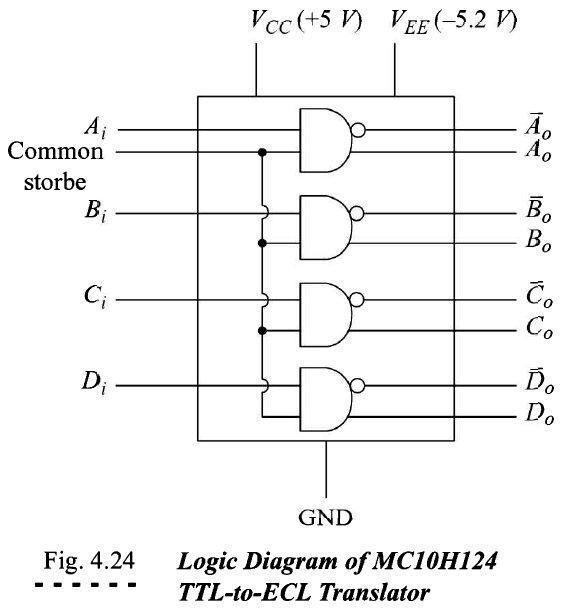 V_CC (+5 V) V_EE (–5.2 V)
A_i
Common
storbe
B_i
C_i
D_i
Ā_o
A_o
B̄_o
B_o
C̄_o
C_o
D̄_o
D_o
GND
Fig. 4.24 Logic Diagram of MC10H124
TTL-to-ECL Translator